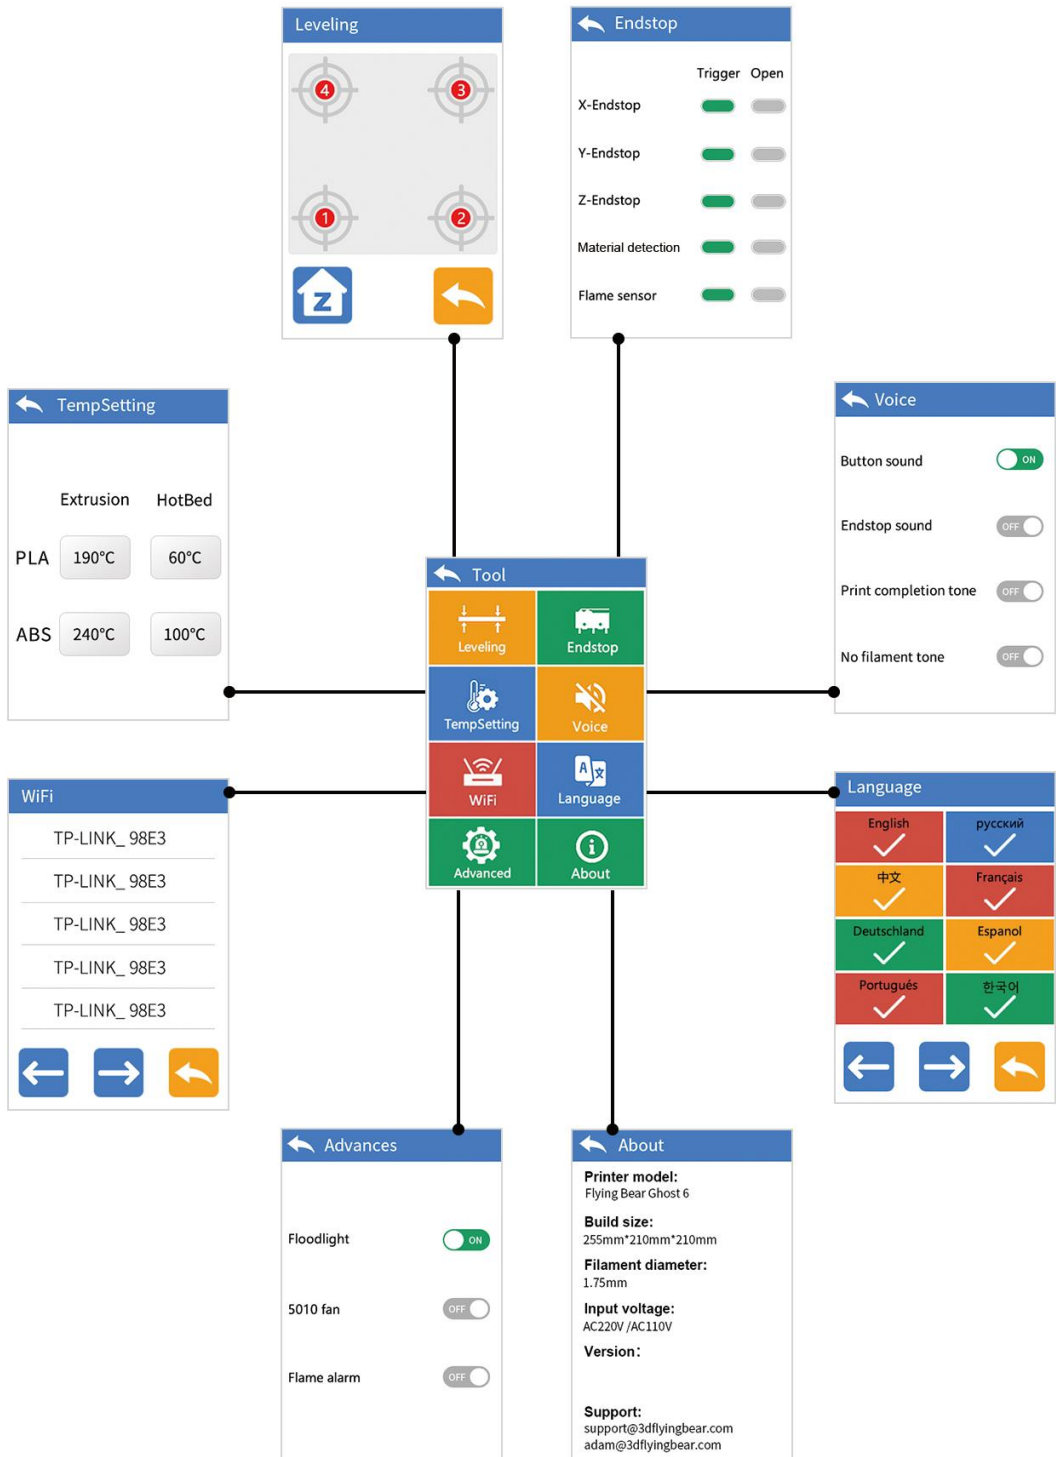 Leveling
4
3
1
2
Z
Endstop
Trigger Open
X-Endstop
Y-Endstop
Z-Endstop
Material detection
Flame sensor
TempSetting
Extrusion HotBed
PLA 190°C 60°C
ABS 240°C 100°C
Tool
Leveling Endstop
TempSetting Voice
WiFi Language
Advanced About
Voice
Button sound ON
Endstop sound OFF
Print completion tone OFF
No filament tone OFF
WiFi
TP-LINK_ 98E3
TP-LINK_ 98E3
TP-LINK_ 98E3
TP-LINK_ 98E3
TP-LINK_ 98E3
Language
English русский
中文 Français
Deutschland Espanol
Portugués 한국어
Advances
Floodlight ON
5010 fan OFF
Flame alarm OFF
About
Printer model:
Flying Bear Ghost 6
Build size:
255mm*210mm*210mm
Filament diameter:
1.75mm
Input voltage:
AC220V /AC110V
Version:
Support:
support@3dflyingbear.com
adam@3dflyingbear.com